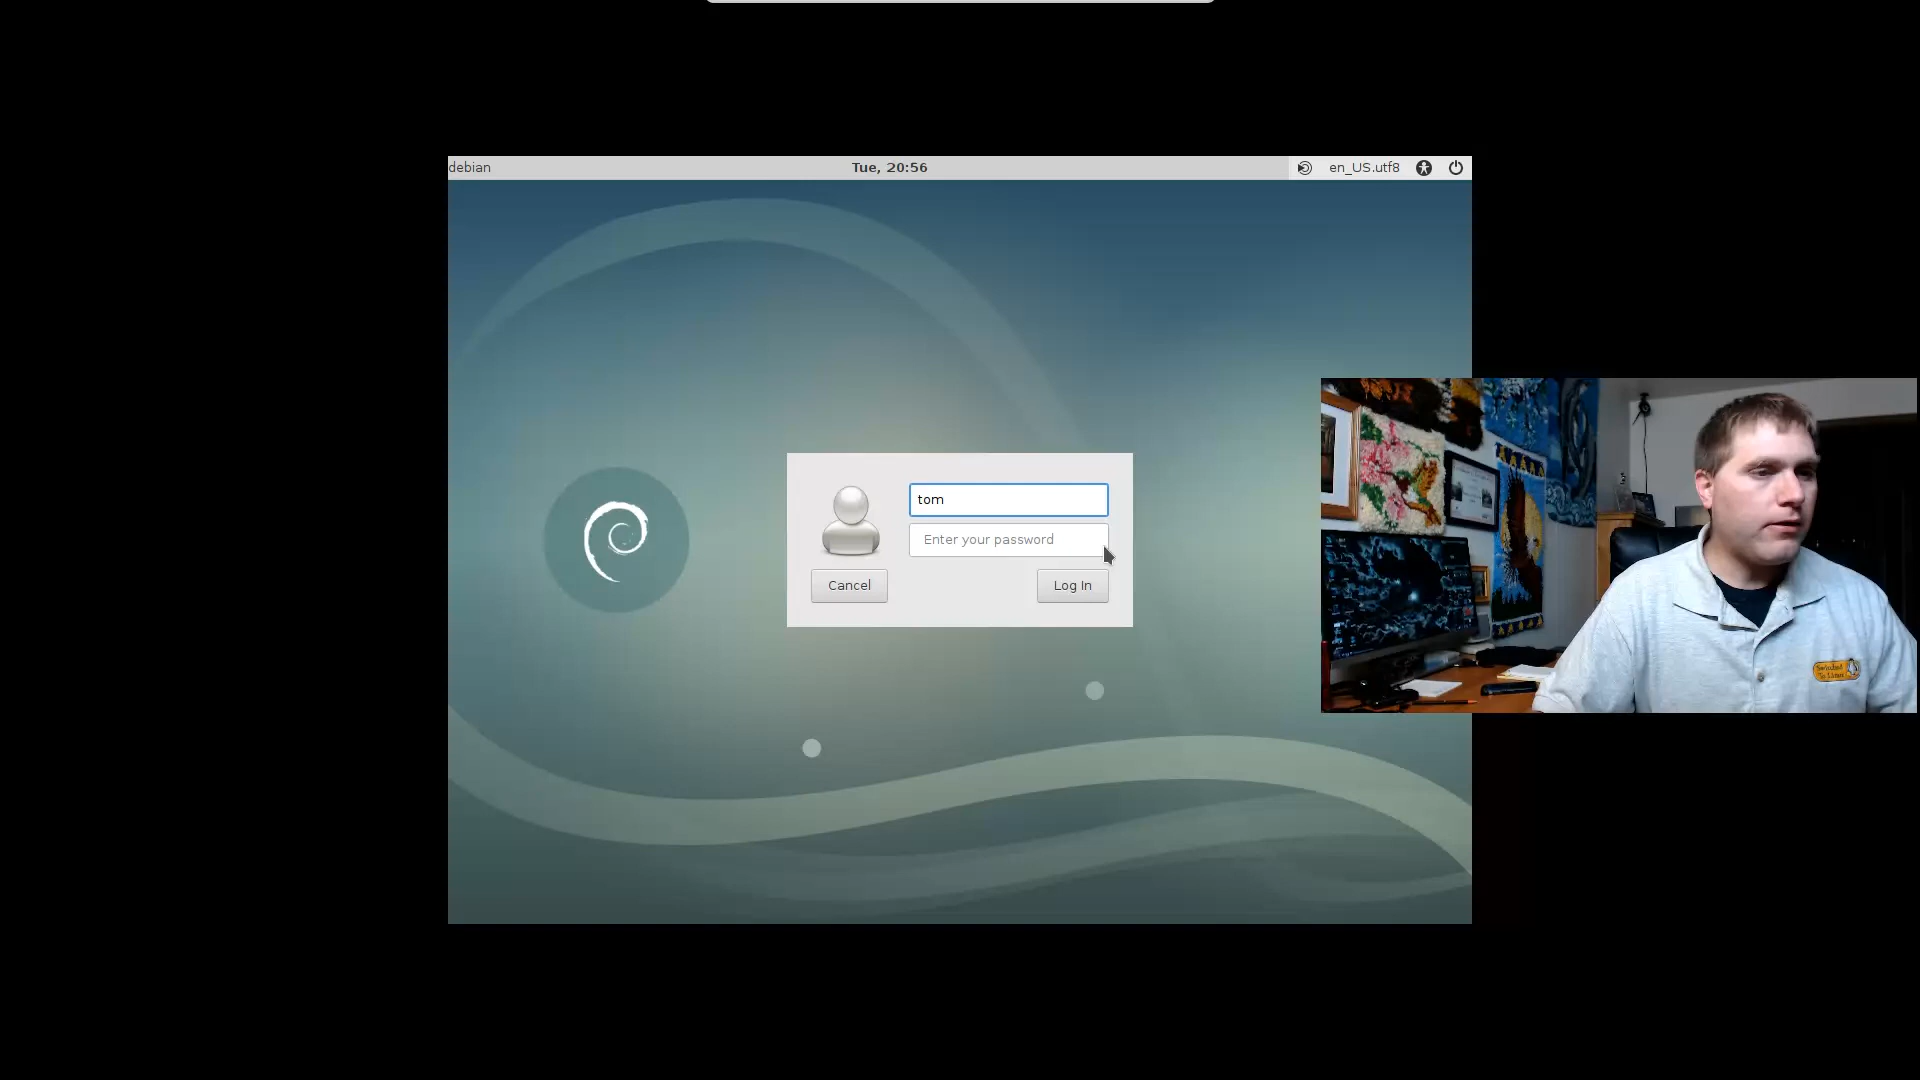 debian
Tue, 20:56
en_US.utf8
tom
Enter your password
Cancel
Log In